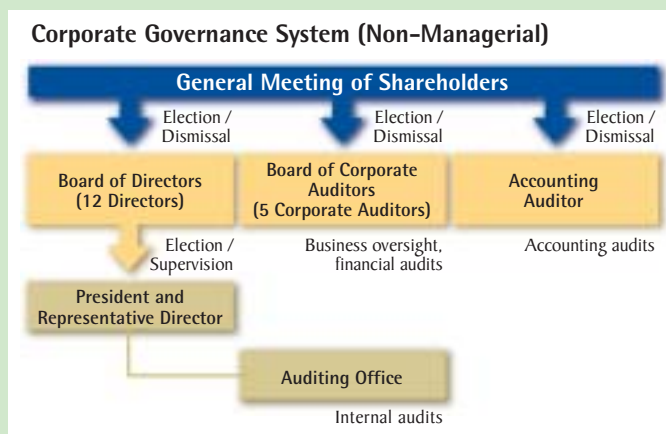 Corporate Governance System (Non-Managerial)
General Meeting of Shareholders
Election /
Dismissal
Election /
Dismissal
Election /
Dismissal
Board of Directors
(12 Directors)
Board of Corporate
Auditors
(5 Corporate Auditors)
Accounting
Auditor
Election /
Supervision
Business oversight,
financial audits
Accounting audits
President and
Representative Director
Auditing Office
Internal audits